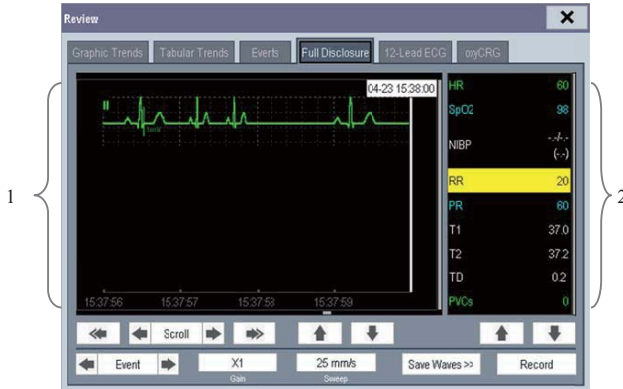 Review
Graphic Trends Tabular Trends Everts Full Disclosure 12-Lead ECG oxyCRG
04-23 15:38:00
II
1mV
15:37:56 15:37:57 15:37:58 15:37:59
HR 60
SpO2 98
NIBP -.-/-.-
(-.-)
RR 20
PR 60
T1 37.0
T2 37.2
TD 0.2
PVCs 0
1
2
Scroll
Event X1 25 mm/s Save Waves >> Record
Gain Sweep